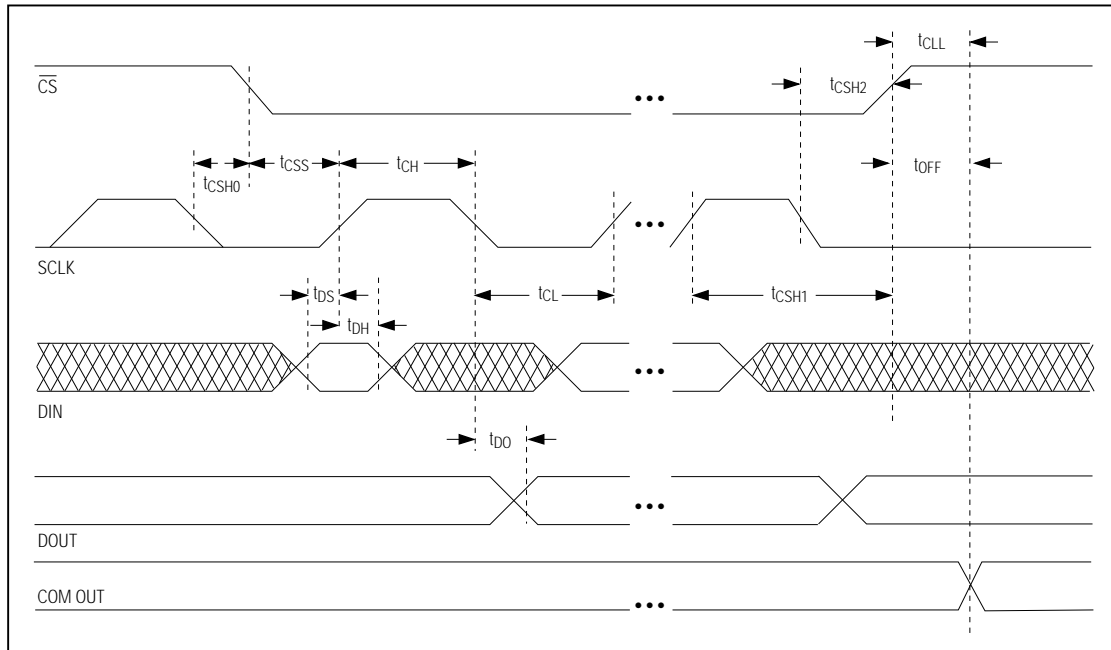 tCLL
CS
tCSH2
tCSS
tCH
tOFF
tCSH0
SCLK
tDS
tCL
tCSH1
tDH
DIN
tDO
DOUT
COM OUT